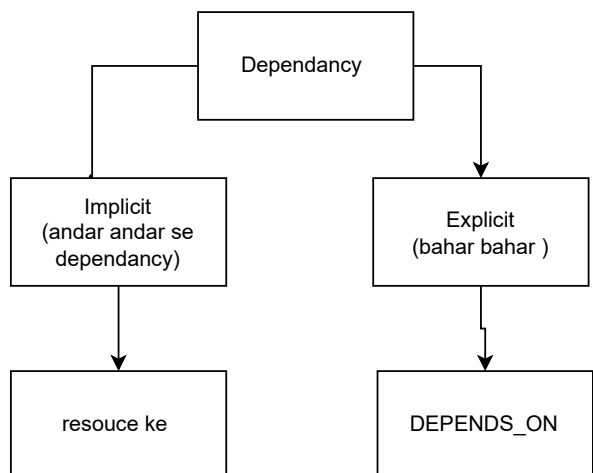 Dependancy
Implicit
(andar andar se
dependancy)
Explicit
(bahar bahar )
resouce ke
DEPENDS_ON